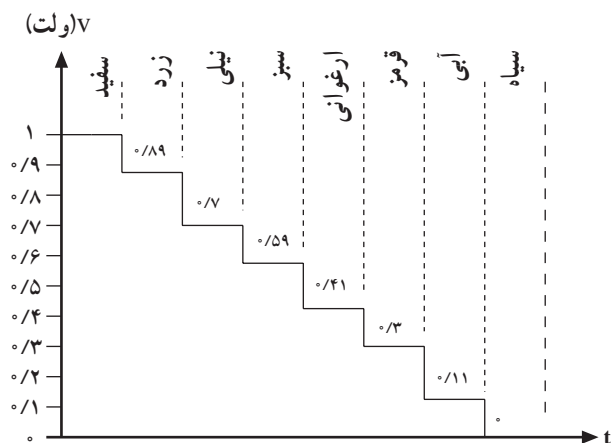 v(ولت)
سفید
زرد
نیلی
سبز
ارغوانی
قرمز
آبی
سیاه
۱
۰/۹
۰/۸
۰/۷
۰/۶
۰/۵
۰/۴
۰/۳
۰/۲
۰/۱
۰
۰/۸۹
۰/۷
۰/۵۹
۰/۴۱
۰/۳
۰/۱۱
۰
t